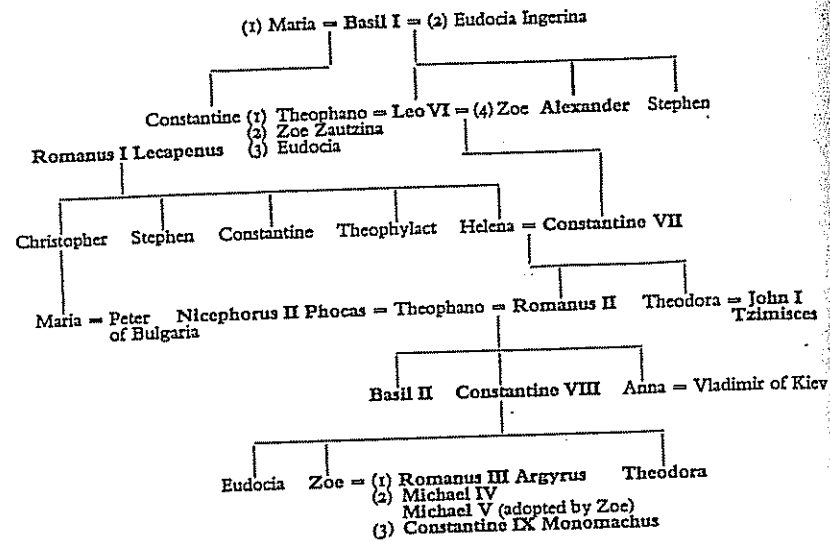 (1) Maria = Basil I = (2) Eudocia Ingerina
Constantine (1) Theophano = Leo VI = (4) Zoe Alexander Stephen
(2) Zoe Zautzina
Romanus I Lecapenus (3) Eudocia
Christopher Stephen Constantine Theophylact Helena = Constantine VII
Maria = Peter Nicephorus II Phocas = Theophano = Romanus II Theodora = John I
of Bulgaria Tzimisces
Basil II Constantine VIII Anna = Vladimir of Kiev
Eudocia Zoe = (1) Romanus III Argyrus Theodora
(2) Michael IV
Michael V (adopted by Zoe)
(3) Constantine IX Monomachus